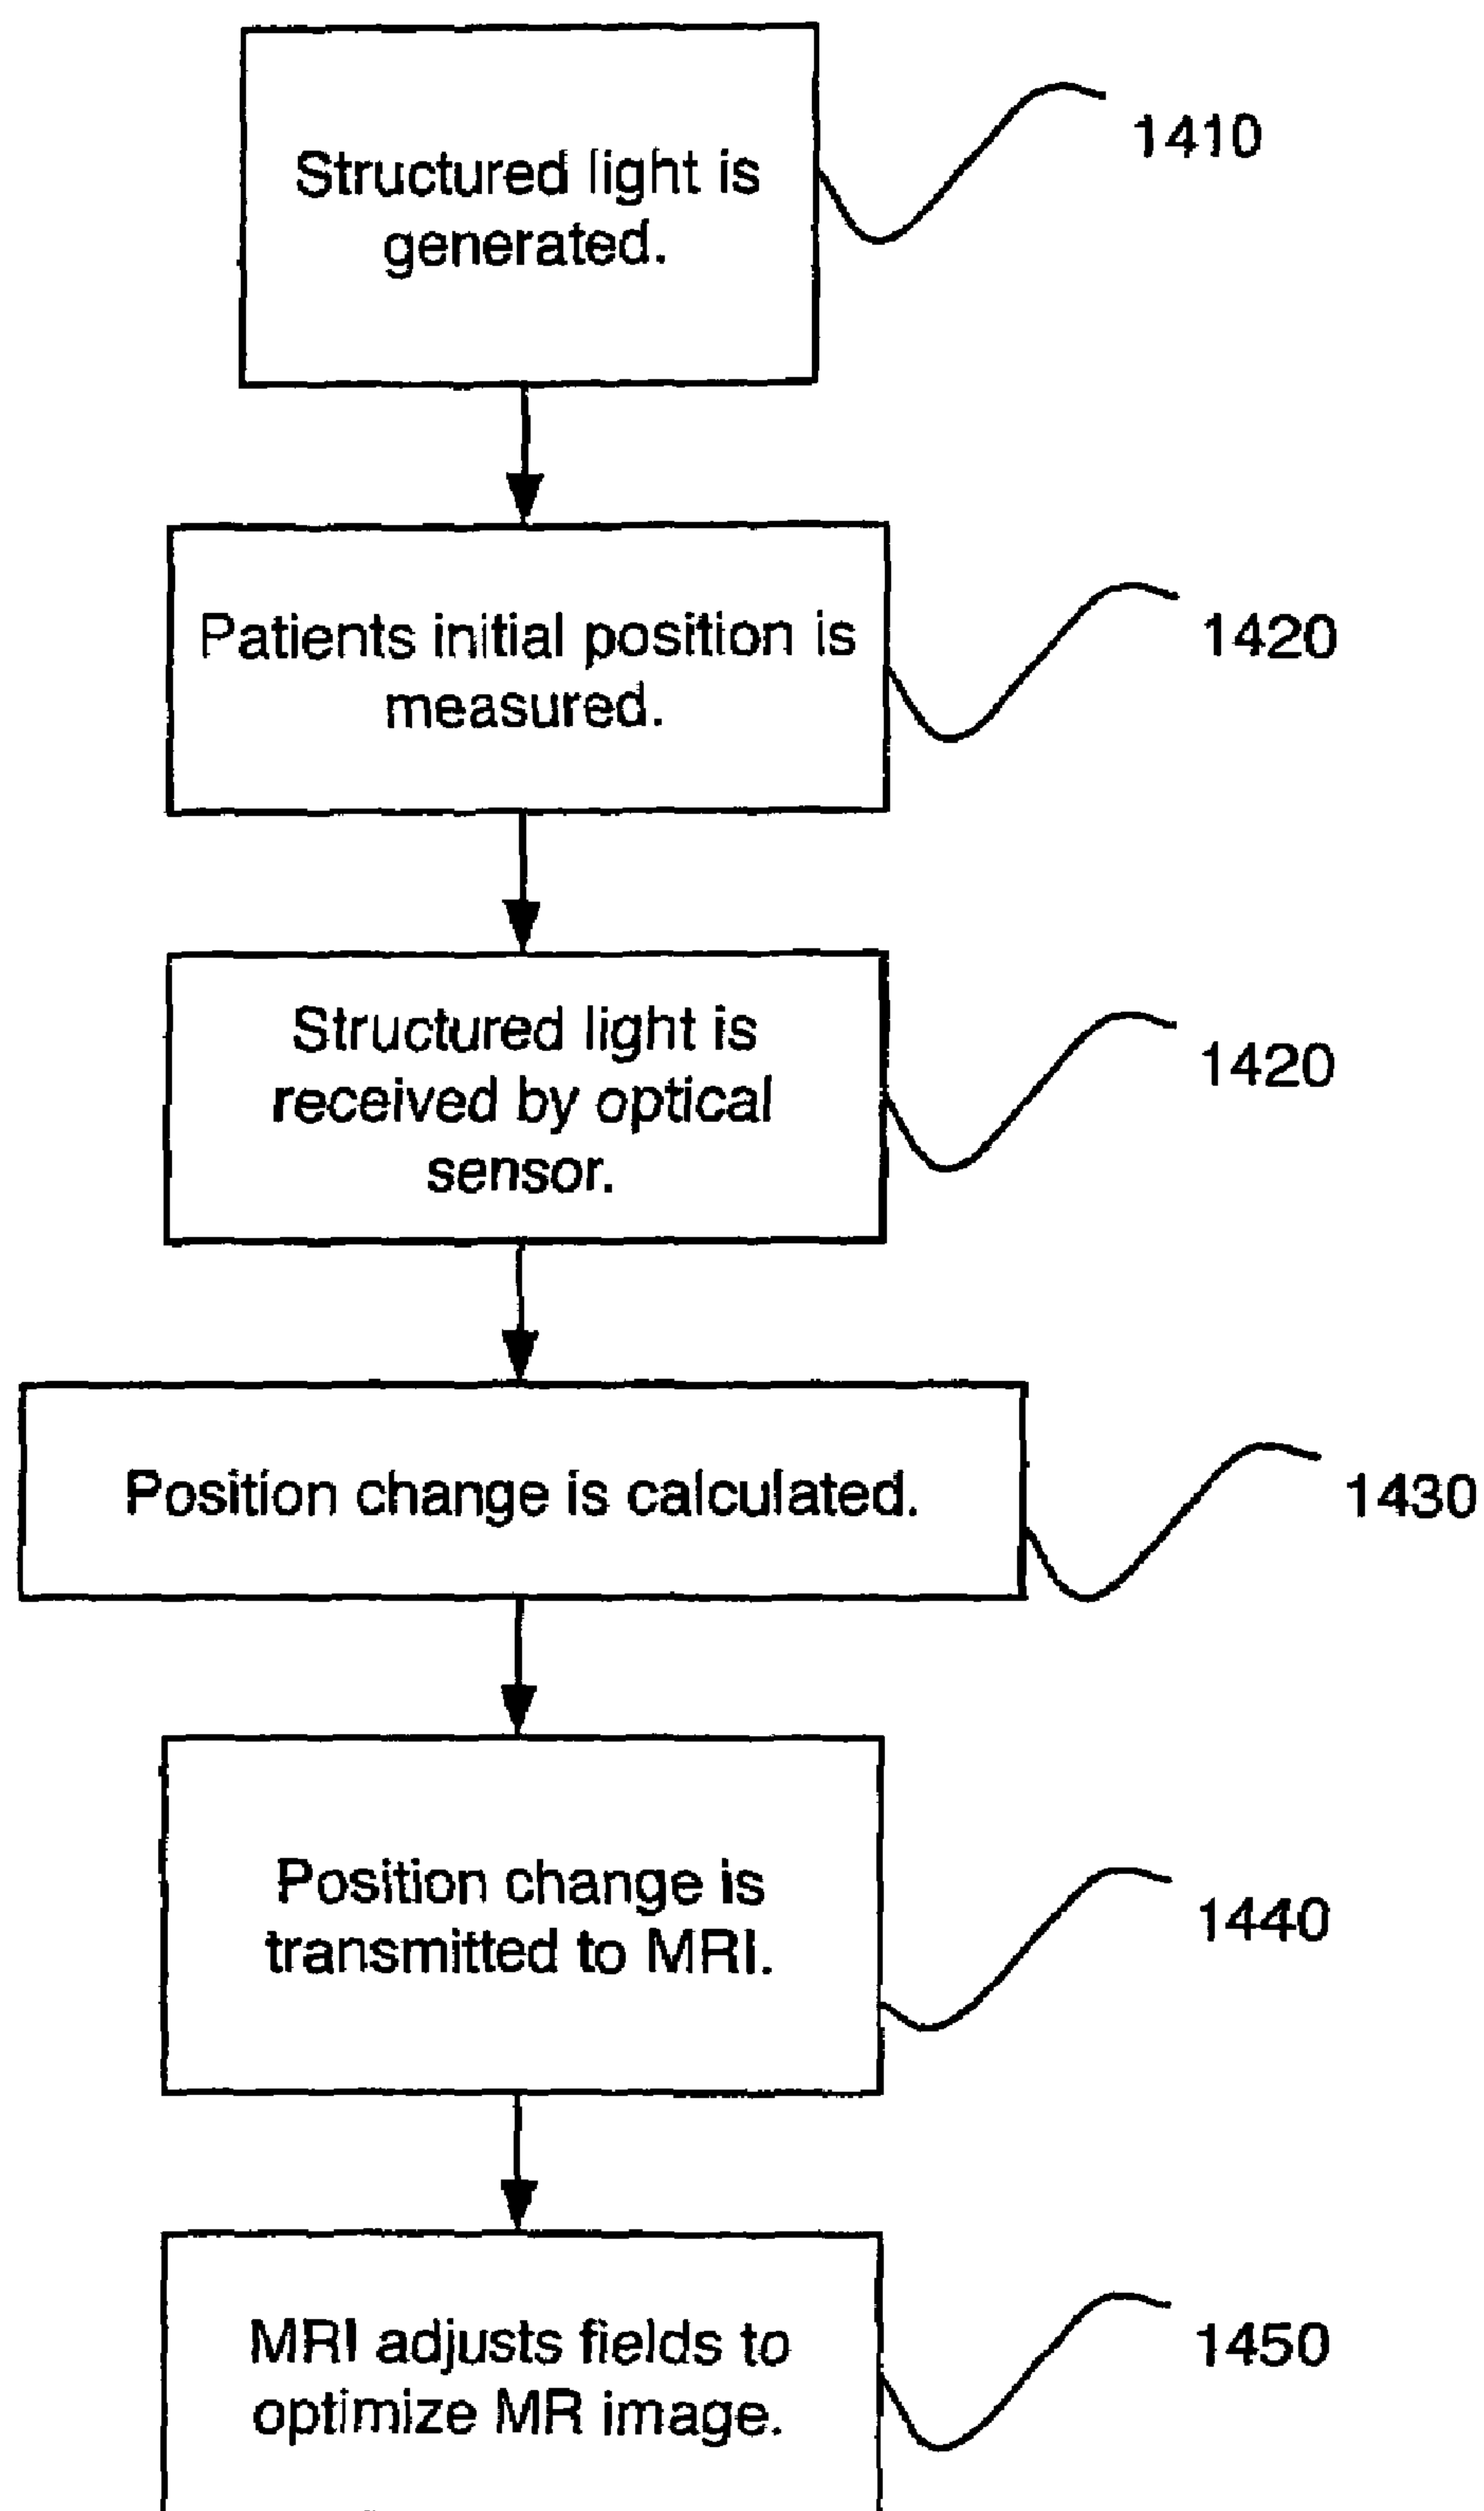 Structured light is
generated.
1410
Patients initial position is
measured.
1420
Structured light is
received by optical
sensor.
1420
Position change is calculated.
1430
Position change is
transmitted to MRI.
1440
MRI adjusts fields to
optimize MR image.
1450